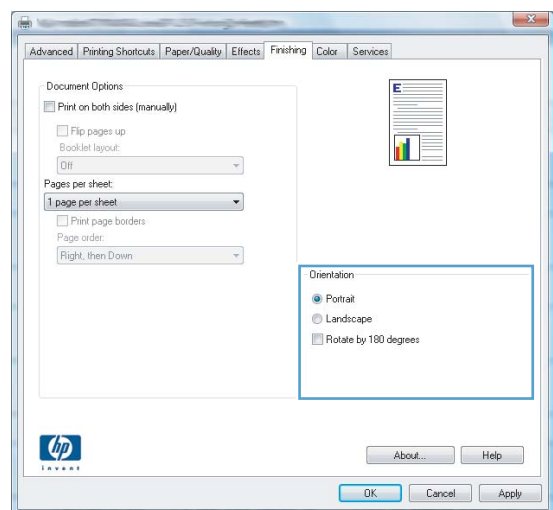 Advanced Printing Shortcuts Paper/Quality Effects Finishing Color Services
Document Options
Print on both sides (manually)
Flip pages up
Booklet layout:
Off
Pages per sheet:
1 page per sheet
Print page borders
Page order:
Right, then Down
E
Orientation
Portrait
Landscape
Rotate by 180 degrees
hp
invent
About... Help
OK Cancel Apply